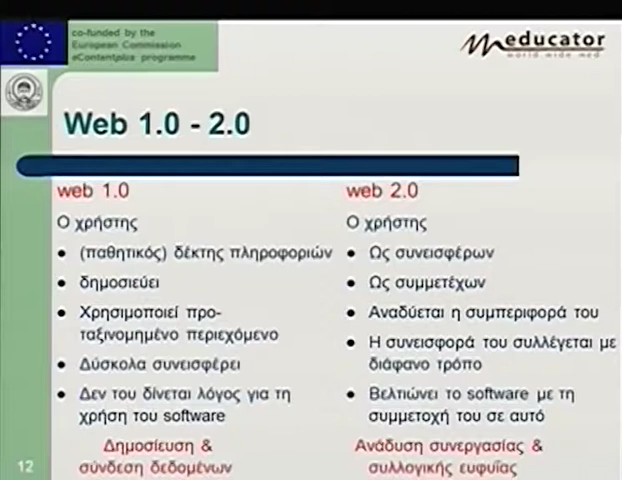 co-funded by the
European Commission
eContentplus programme
meducator
world wide med
Web 1.0 - 2.0
web 1.0
Ο χρήστης
(παθητικός) δέκτης πληροφοριών
δημοσιεύει
Χρησιμοποιεί προ-
ταξινομημένο περιεχόμενο
Δύσκολα συνεισφέρει
Δεν του δίνεται λόγος για τη
χρήση του software
Δημοσίευση &
σύνδεση δεδομένων
web 2.0
Ο χρήστης
Ως συνεισφέρων
Ως συμμετέχων
Αναδύεται η συμπεριφορά του
Η συνεισφορά του συλλέγεται με
διάφανο τρόπο
Βελτιώνει το software με τη
συμμετοχή του σε αυτό
Ανάδυση συνεργασίας &
συλλογικής ευφυΐας
12